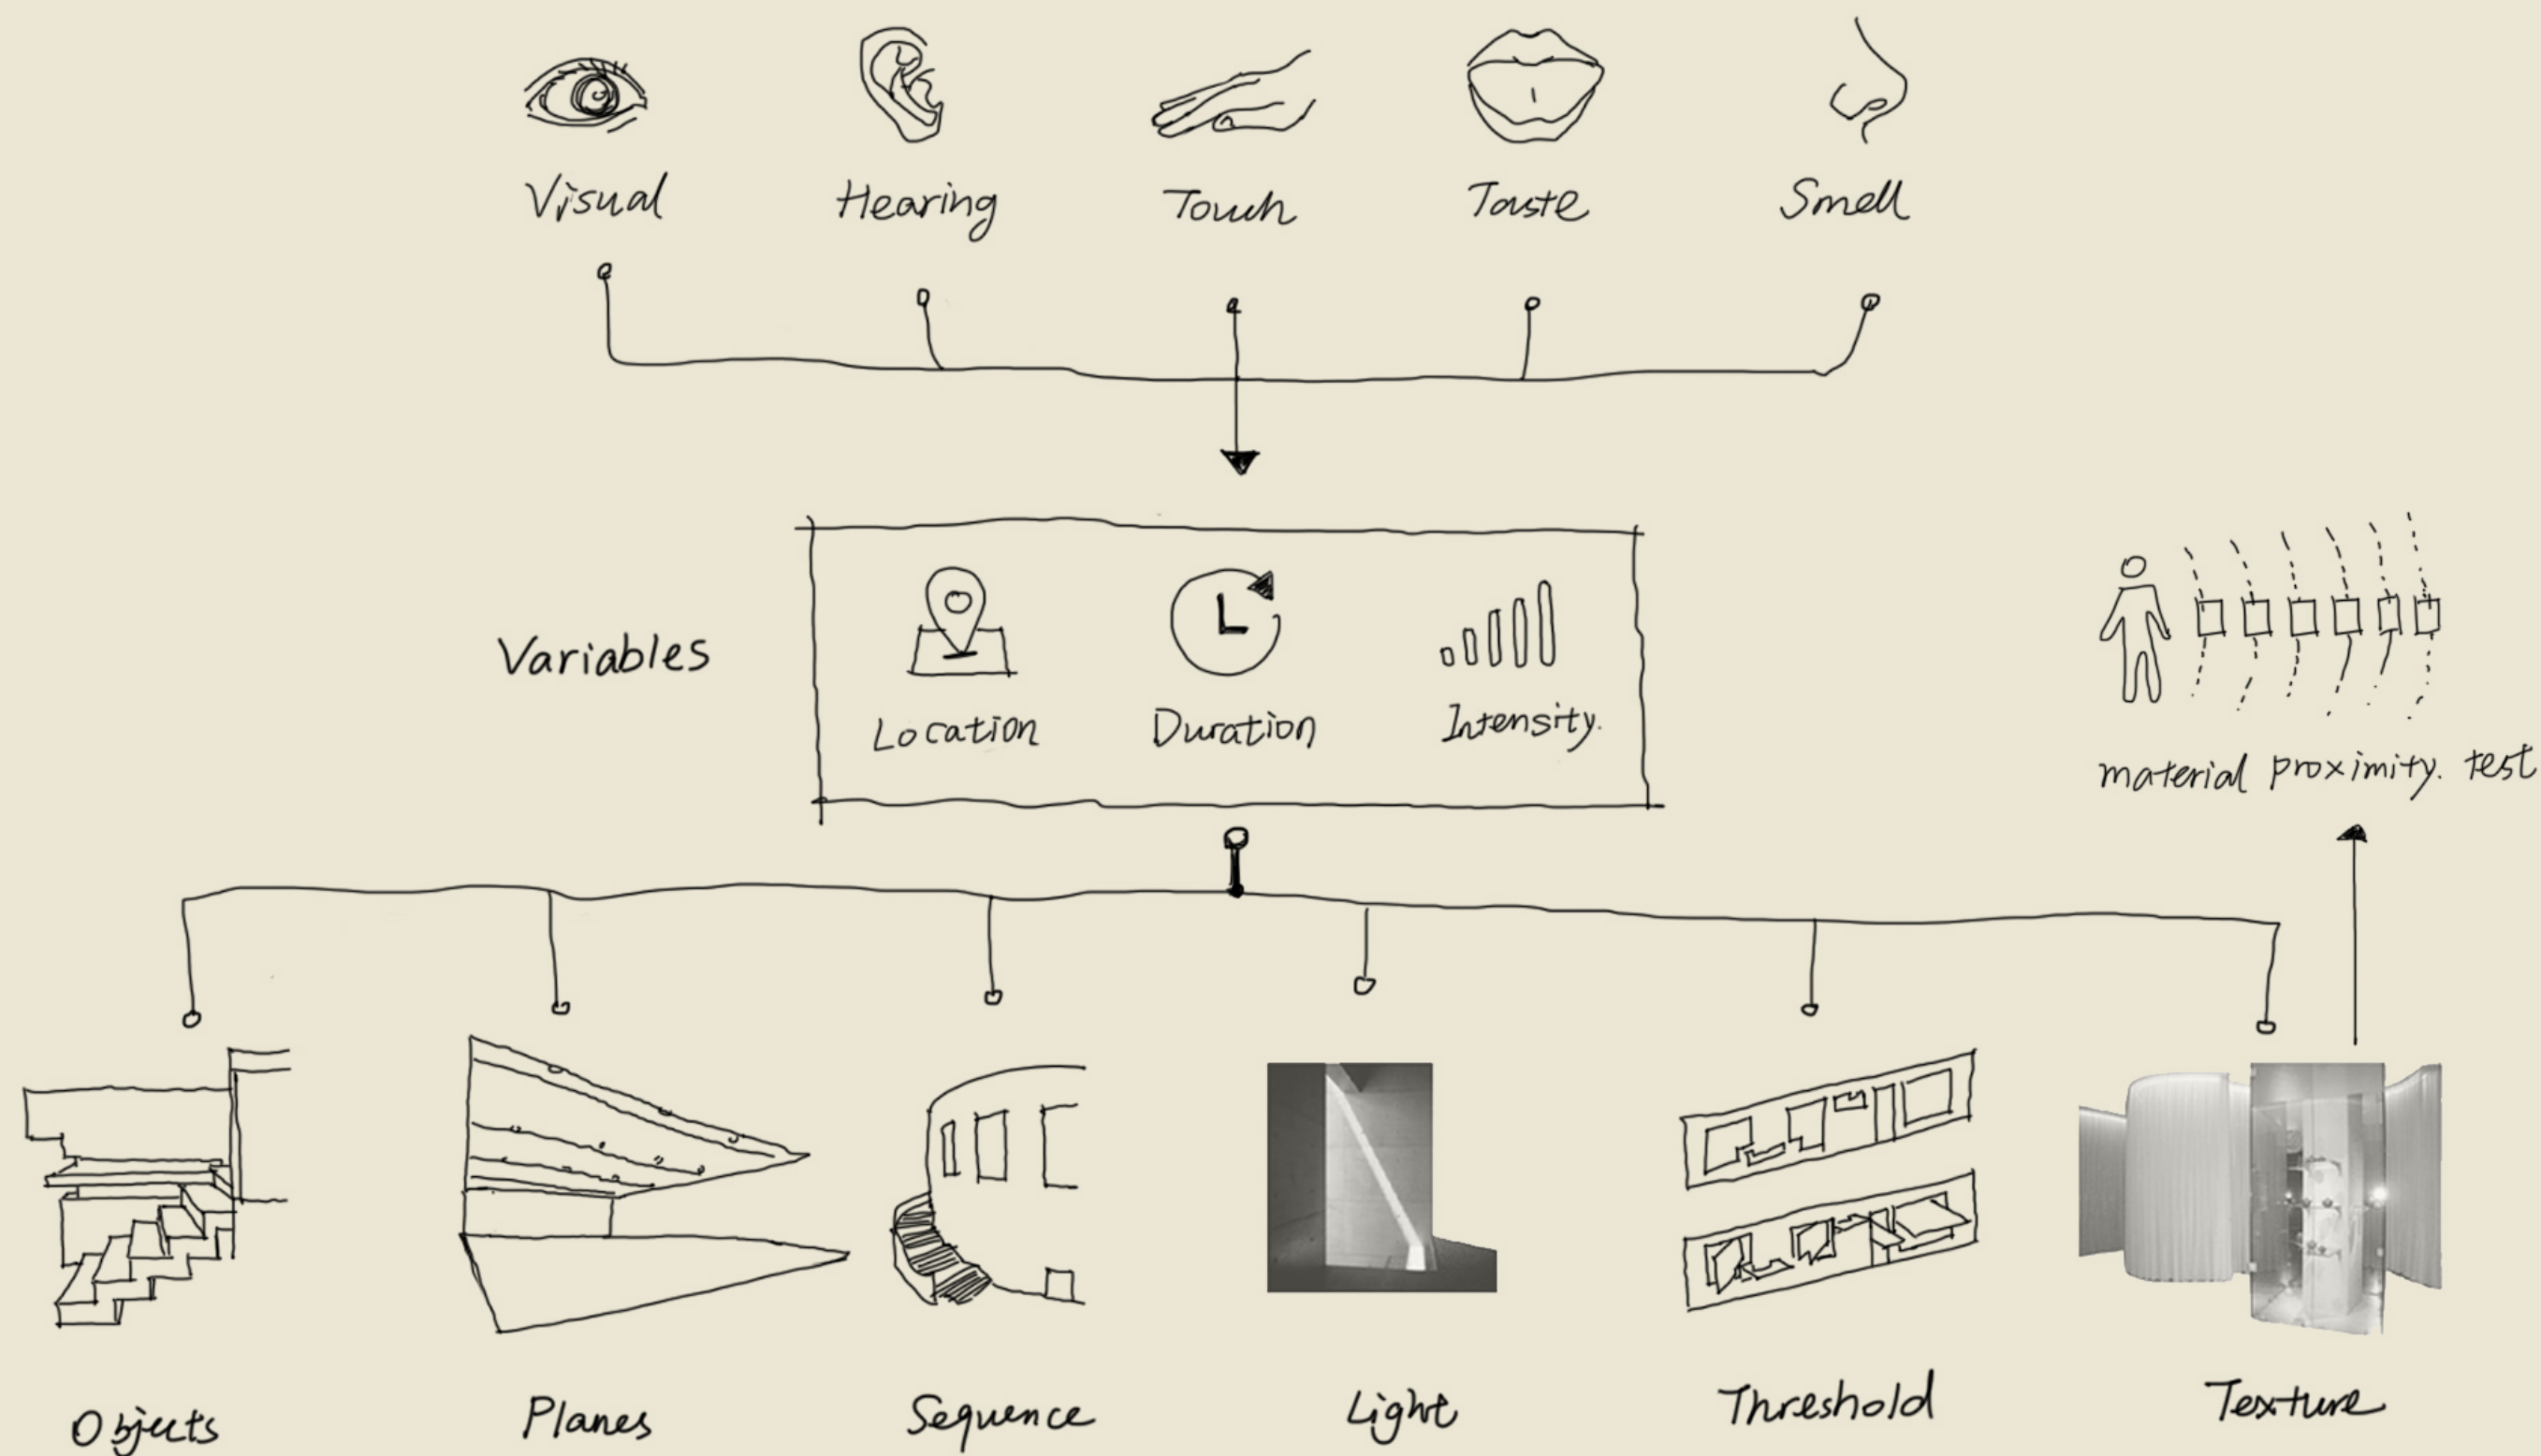 Visual Hearing Touch Taste Smell
Variables
Location Duration Intensity.
material proximity. test
Objects Planes Sequence Light Threshold Texture